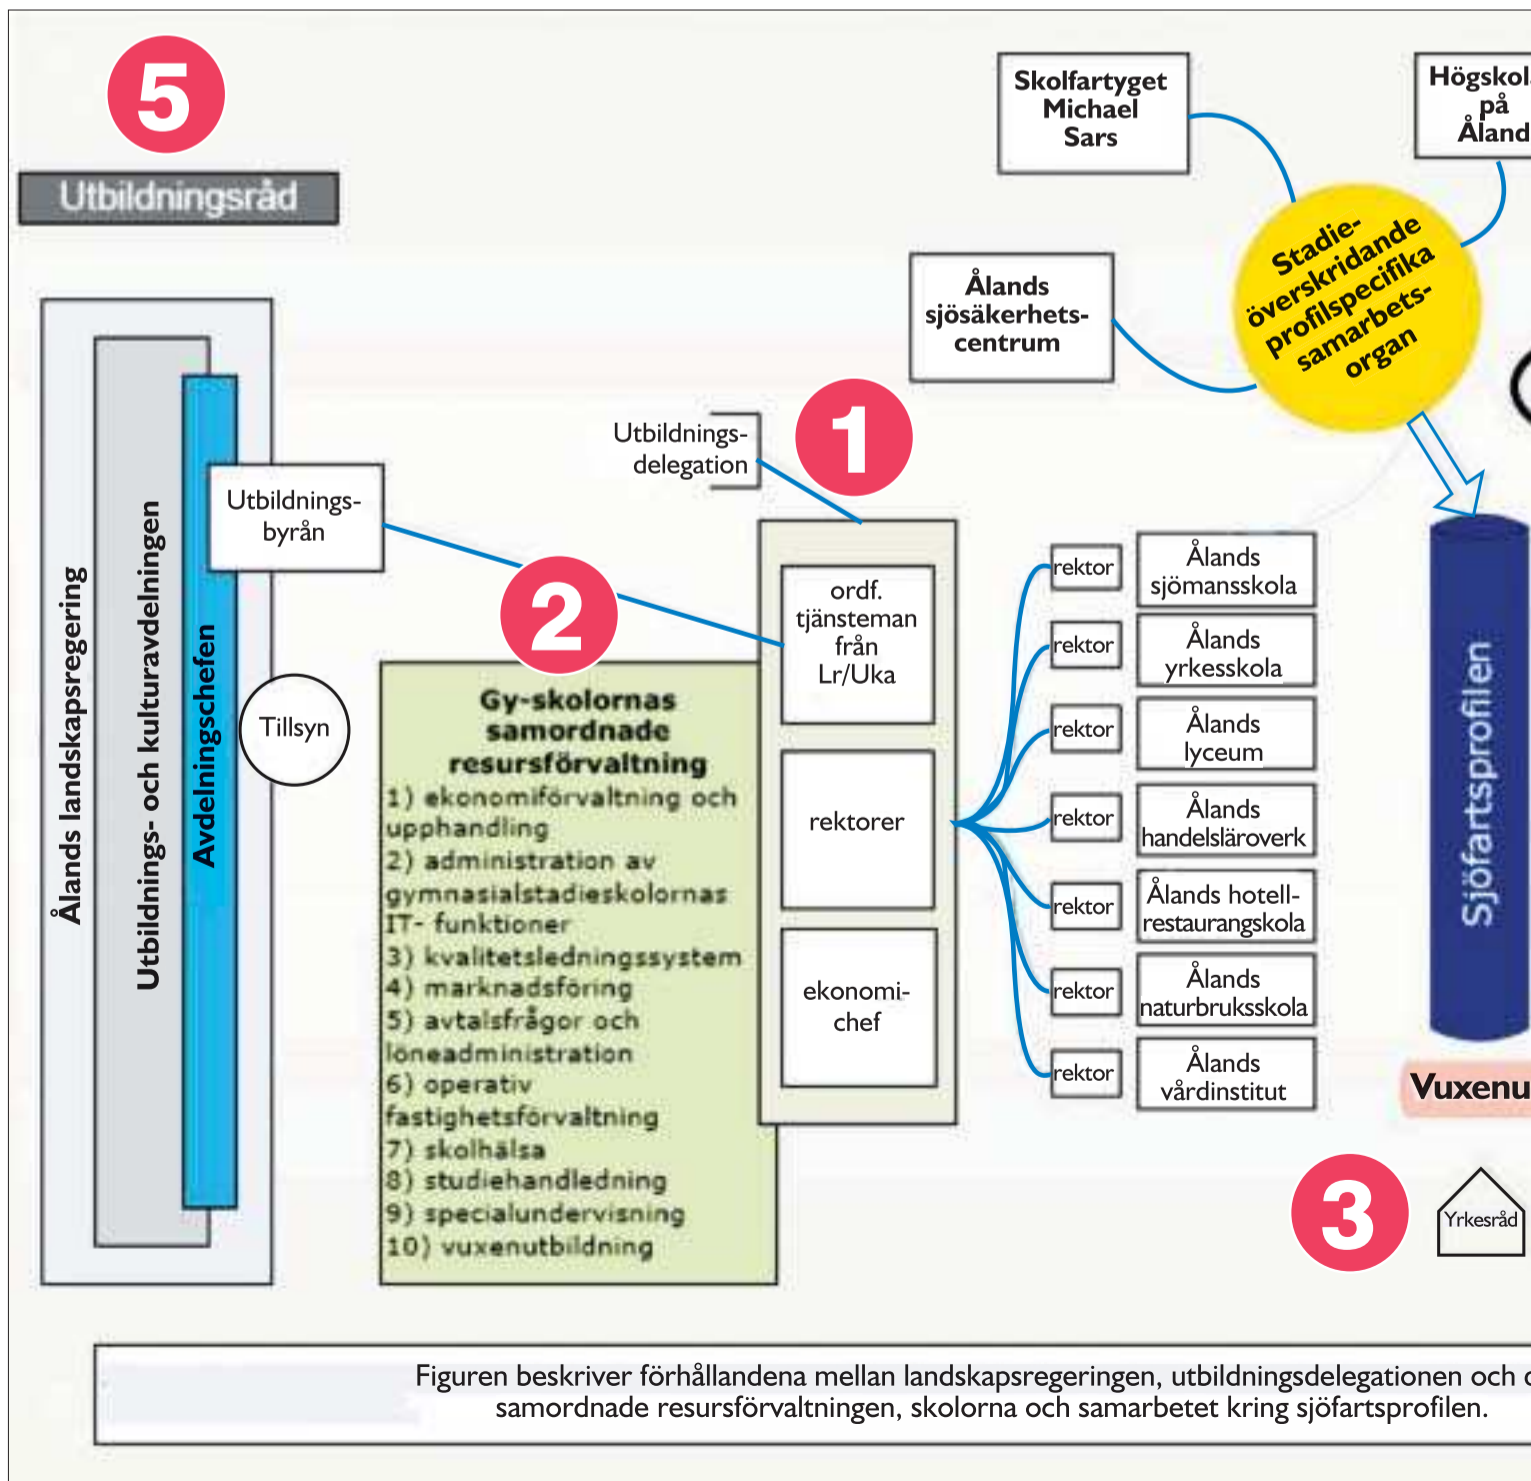 5
Utbildningsråd
Ålands landskapsregering
Utbildnings- och kulturavdelningen
Avdelningschefen
Utbildnings-
byrån
Tillsyn
2
Gy-skolornas
samordnade
resursförvaltning
1) ekonomiförvaltning och
upphandling
2) administration av
gymnasialstadieskolornas
IT- funktioner
3) kvalitetsledningssystem
4) marknadsföring
5) avtalsfrågor och
löneadministration
6) operativ
fastighetsförvaltning
7) skolhälsa
8) studiehandledning
9) specialundervisning
10) vuxenutbildning
Utbildnings-
delegation
1
ordf.
tjänsteman
från
Lr/Uka
rektorer
ekonomi-
chef
rektor
Ålands
sjömansskola
rektor
Ålands
yrkesskola
rektor
Ålands
lyceum
rektor
Ålands
handelsläroverk
rektor
Ålands hotell-
restaurangskola
rektor
Ålands
naturbruksskola
rektor
Ålands
vårdinstitut
Skolfartyget
Michael
Sars
Högskol
på
Åland
Ålands
sjösäkerhets-
centrum
Stadie-
överskridande
profilspecifika
samarbets-
organ
Sjöfartsprofilen
Vuxenu
3
Yrkesråd
Figuren beskriver förhållandena mellan landskapsregeringen, utbildningsdelegationen och
samordnade resursförvaltningen, skolorna och samarbetet kring sjöfartsprofilen.